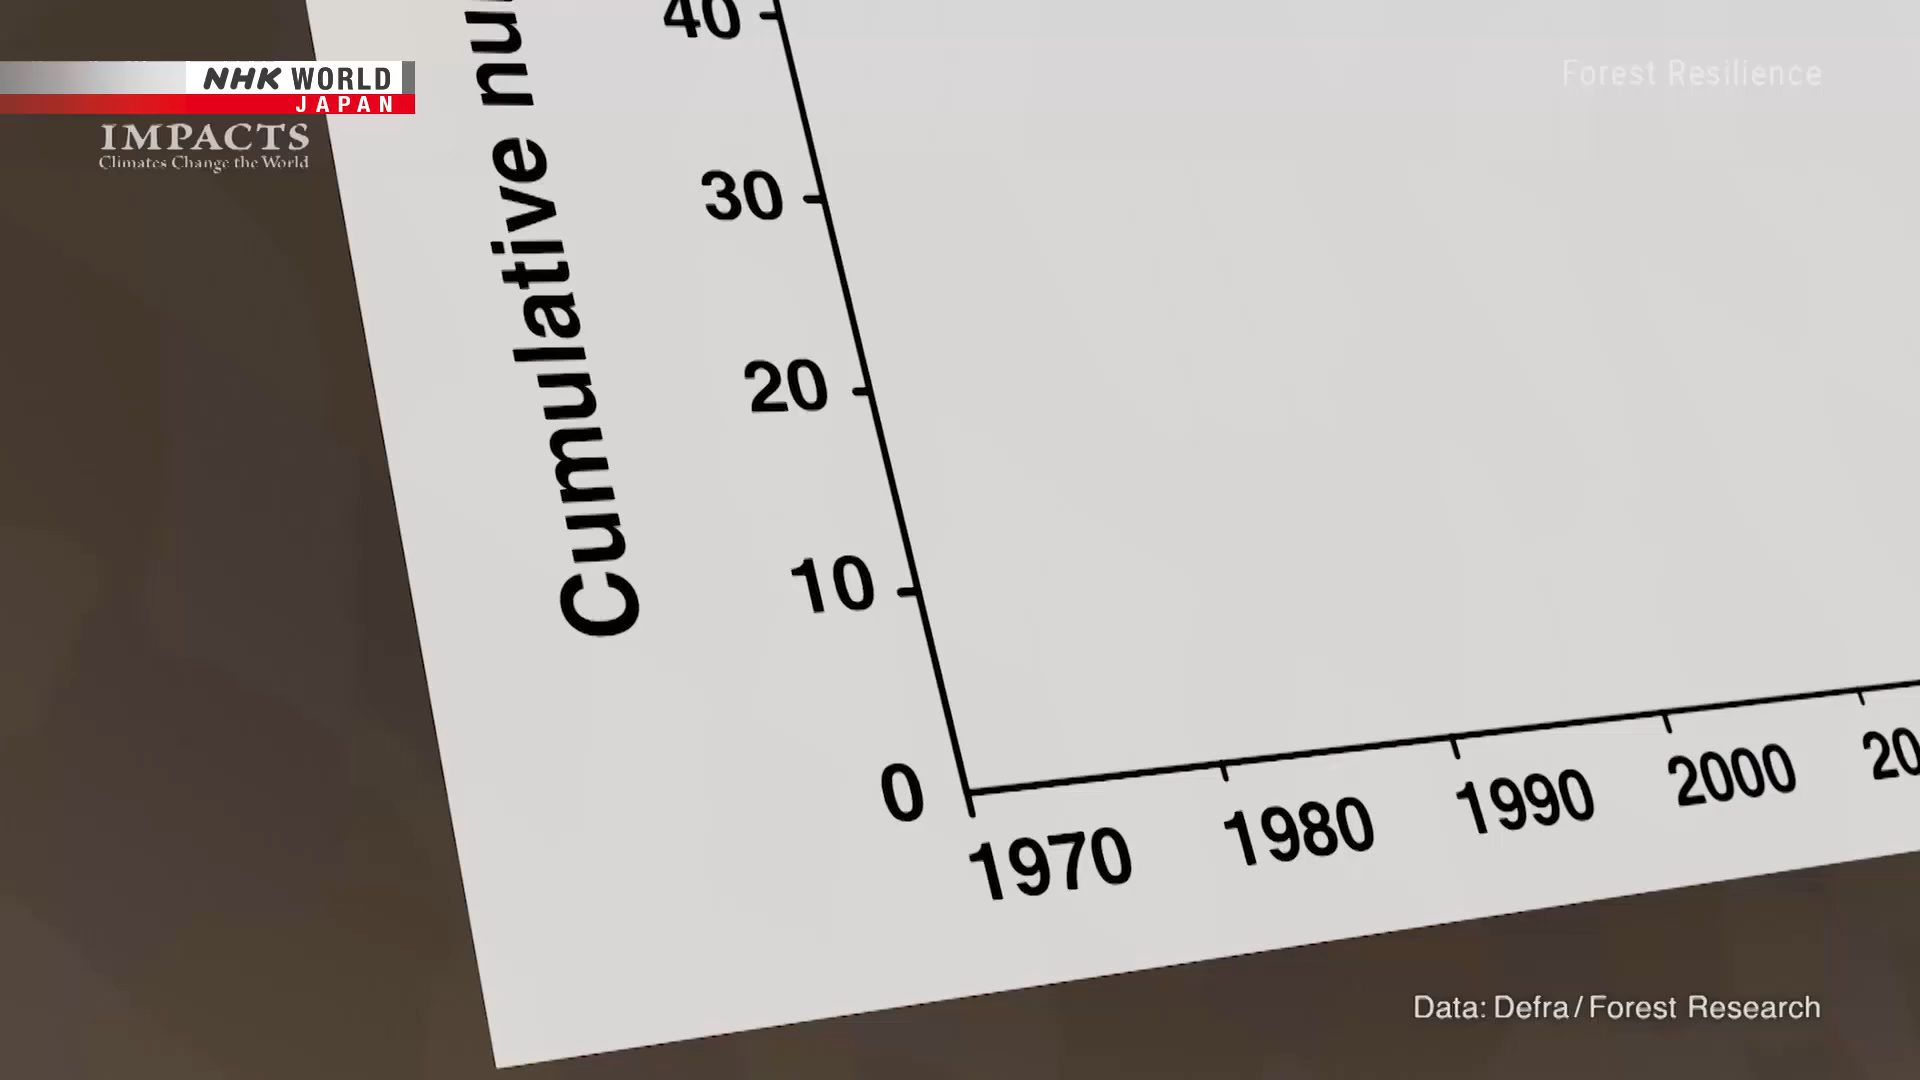 NHK WORLD
JAPAN
IMPACTS
Climates Change the World
Forest Resilience
Cumulative
40
30
20
10
0
1970
1980
1990
2000
Data: Defra / Forest Research